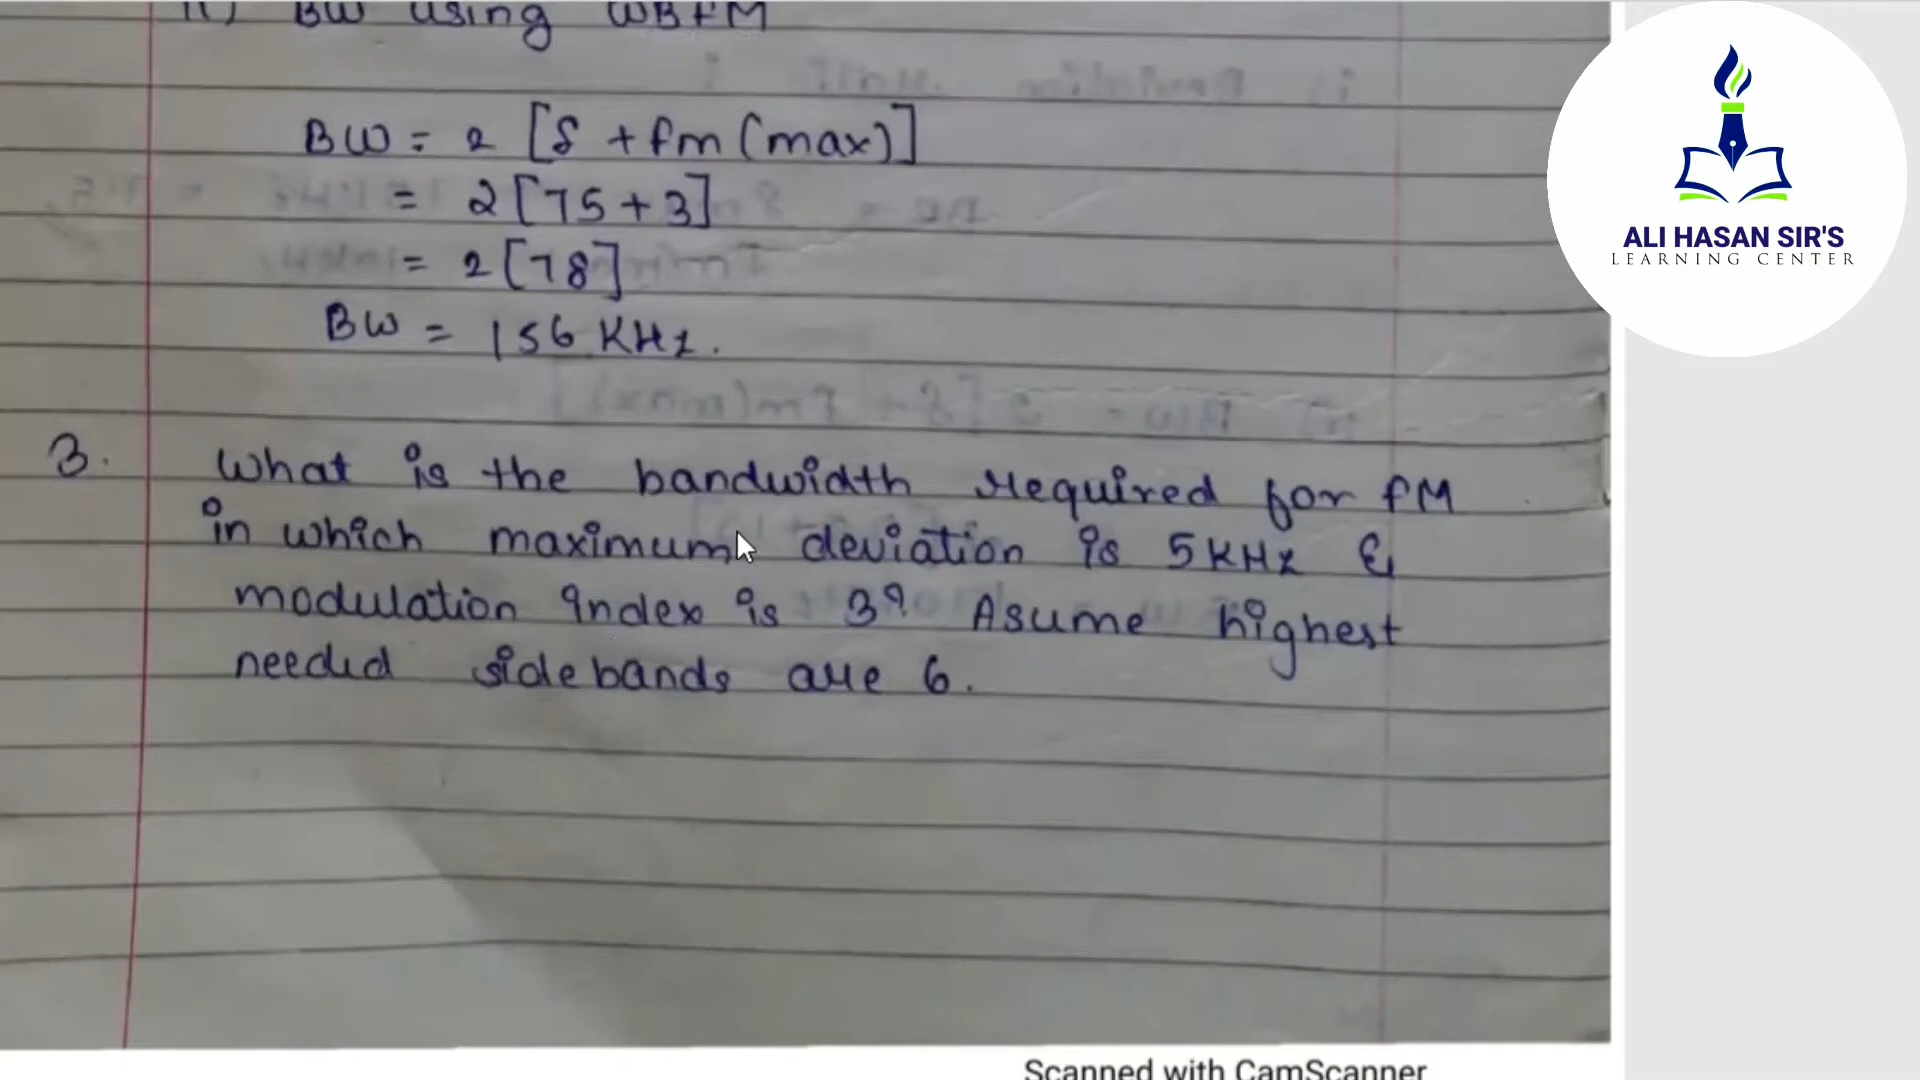 ii) BW using WBFM
BW = 2 [δ + fm (max)]
= 2 [75 + 3]
= 2 [78]
BW = 156 KHz.
3. What is the bandwidth required for FM
in which maximum deviation is 5 KHz &
modulation index is 3? Asume highest
needed sidebands are 6.
ALI HASAN SIR'S
LEARNING CENTER
Scanned with CamScanner